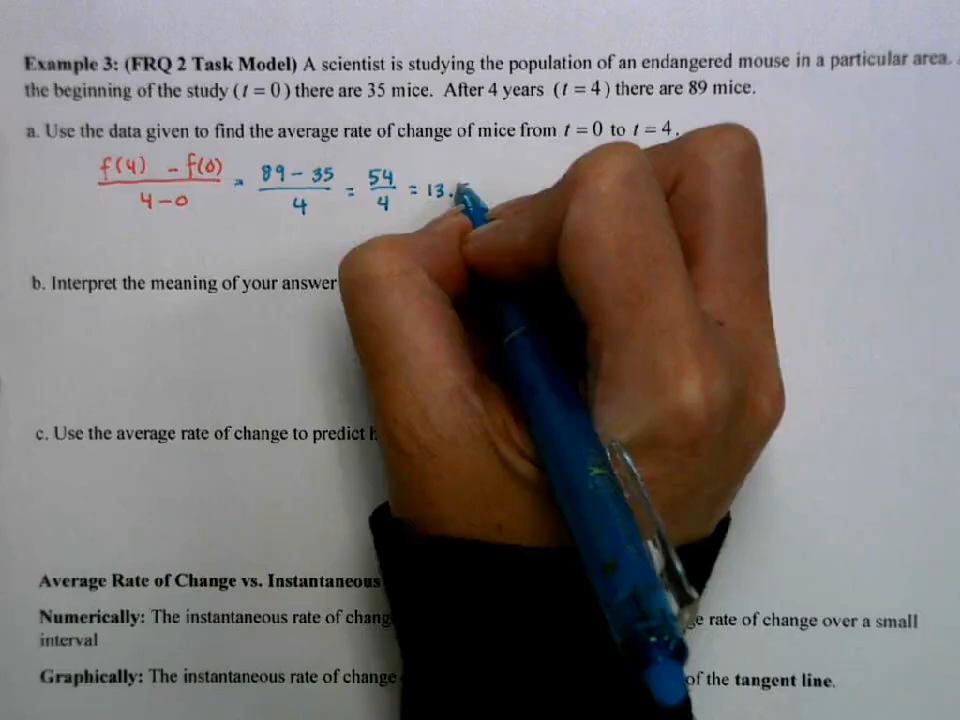 Example 3: (FRQ 2 Task Model) A scientist is studying the population of an endangered mouse in a particular area.
the beginning of the study (t = 0) there are 35 mice. After 4 years (t = 4) there are 89 mice.
a. Use the data given to find the average rate of change of mice from t = 0 to t = 4.
f(4) - f(0) / 4 - 0 = 89 - 35 / 4 = 54 / 4 = 13.5
b. Interpret the meaning of your answer
c. Use the average rate of change to predict
Average Rate of Change vs. Instantaneous
Numerically: The instantaneous rate of chang e rate of change over a small
interval
Graphically: The instantaneous rate of change of the tangent line.